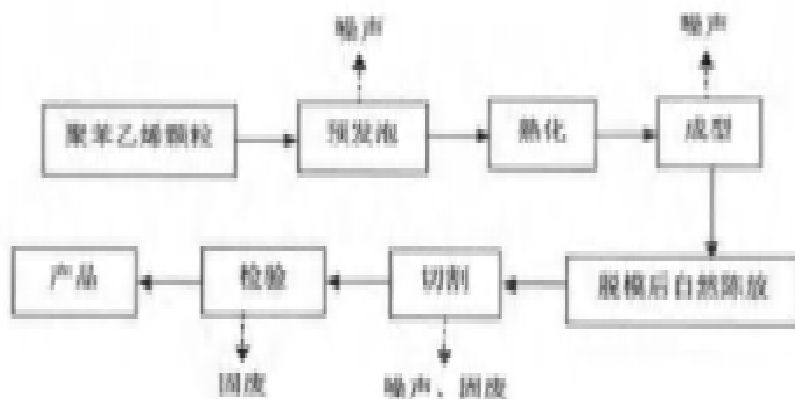 噪声
噪声
聚苯乙烯颗粒
预发泡
熟化
成型
产品
检验
切割
脱模后自然陈放
固废
噪声、固废